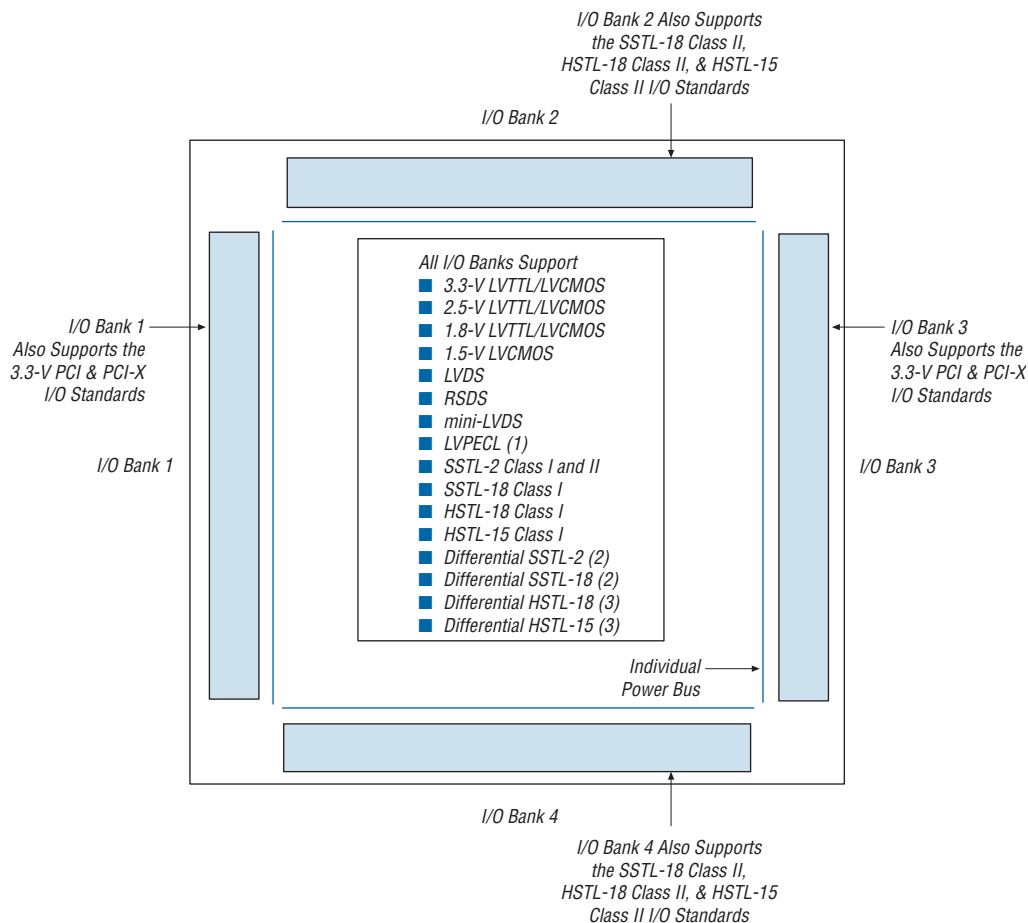 I/O Bank 2 Also Supports
the SSTL-18 Class II,
HSTL-18 Class II, & HSTL-15
Class II I/O Standards
I/O Bank 2
All I/O Banks Support
■ 3.3-V LVTTL/LVCMOS
■ 2.5-V LVTTL/LVCMOS
■ 1.8-V LVTTL/LVCMOS
■ 1.5-V LVCMOS
■ LVDS
■ RSDS
■ mini-LVDS
■ LVPECL (1)
■ SSTL-2 Class I and II
■ SSTL-18 Class I
■ HSTL-18 Class I
■ HSTL-15 Class I
■ Differential SSTL-2 (2)
■ Differential SSTL-18 (2)
■ Differential HSTL-18 (3)
■ Differential HSTL-15 (3)
I/O Bank 1
Also Supports the
3.3-V PCI & PCI-X
I/O Standards
I/O Bank 1
I/O Bank 3
Also Supports the
3.3-V PCI & PCI-X
I/O Standards
I/O Bank 3
Individual
Power Bus
I/O Bank 4
I/O Bank 4 Also Supports
the SSTL-18 Class II,
HSTL-18 Class II, & HSTL-15
Class II I/O Standards